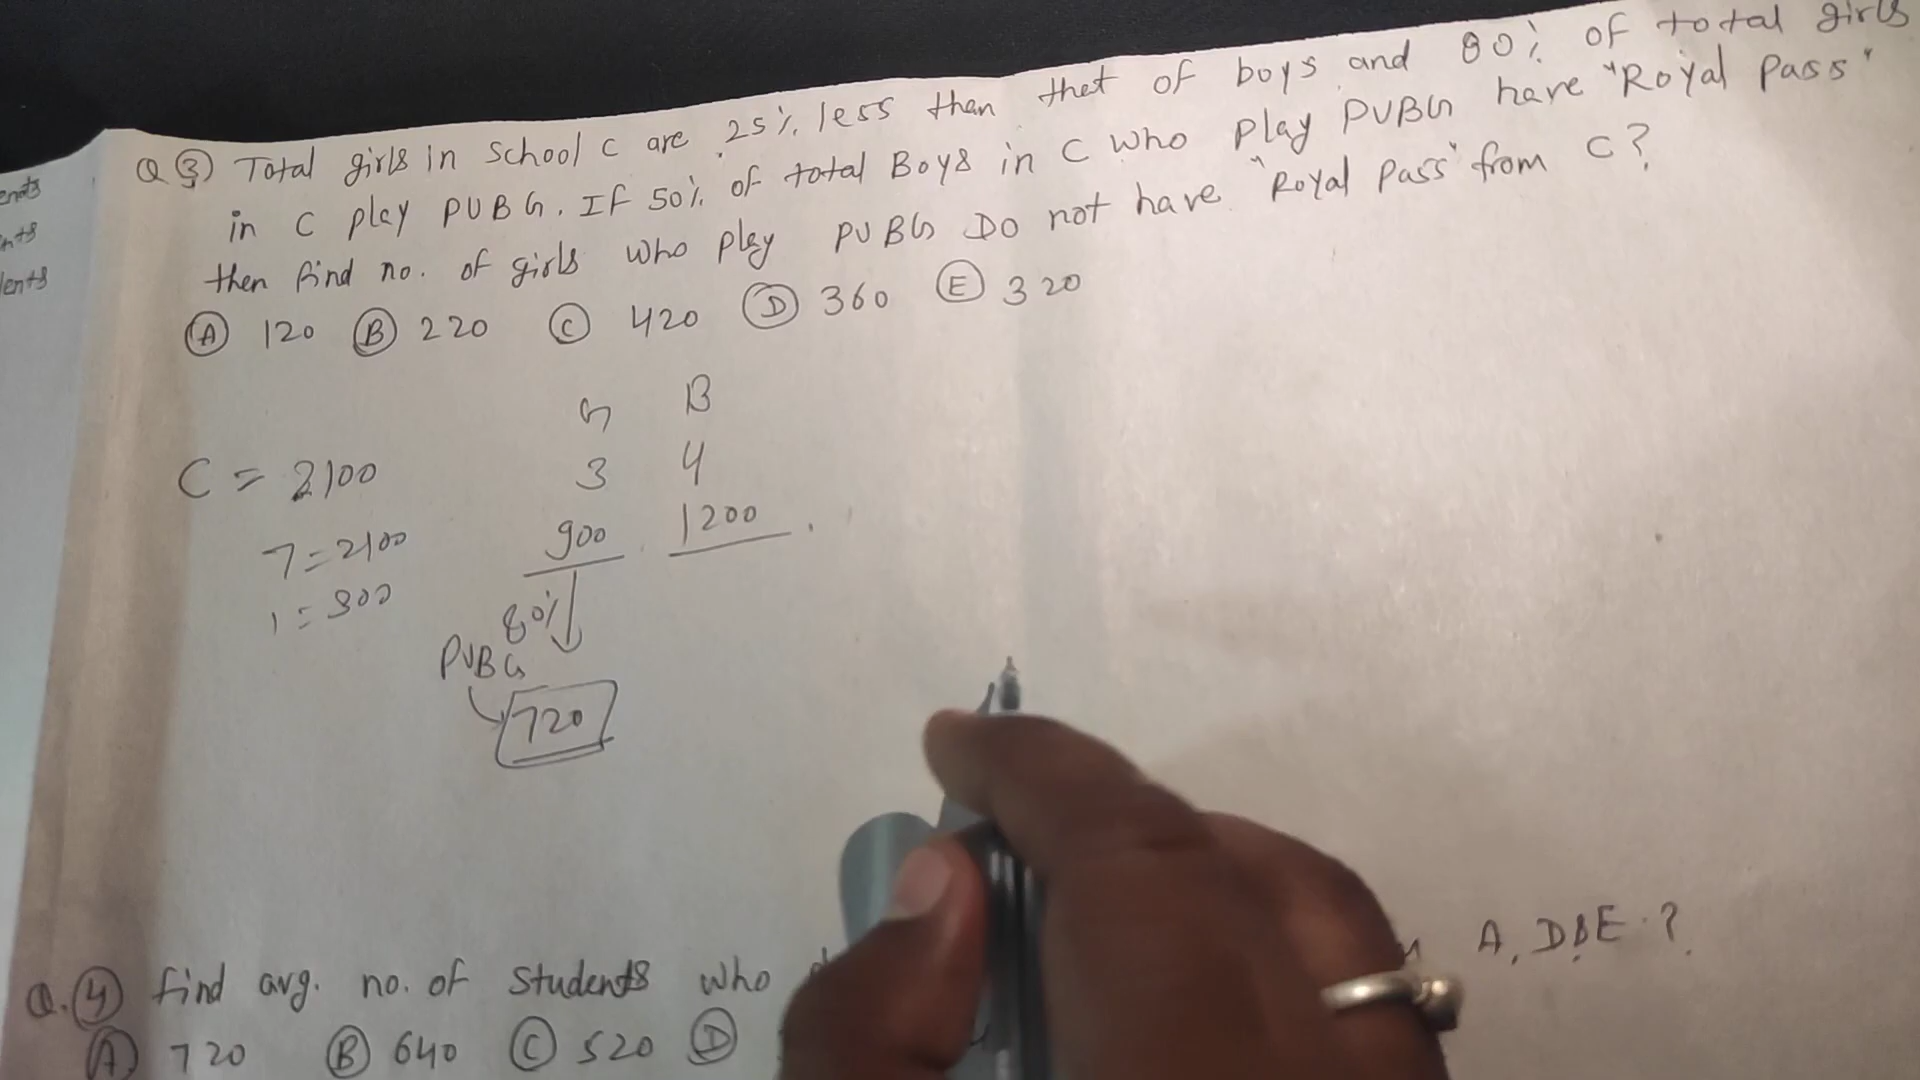 Q ③ Total girls in school C are 25% less than thet of boys and 80% of total girls
in C play PUBG. If 50% of total Boys in C who play PUBG have "Royal Pass"
then find no. of girls who play PUBG Do not have "Royal Pass" from C?
Ⓐ 120 Ⓑ 220 Ⓒ 420 Ⓓ 360 Ⓔ 320
G B
C = 2100 3 4
7 = 2100 900 1200
1 = 300
80%
PUBG
720
Q. ④ find avg. no. of students who A, D & E ?
Ⓐ 720 Ⓑ 640 Ⓒ 520 Ⓓ